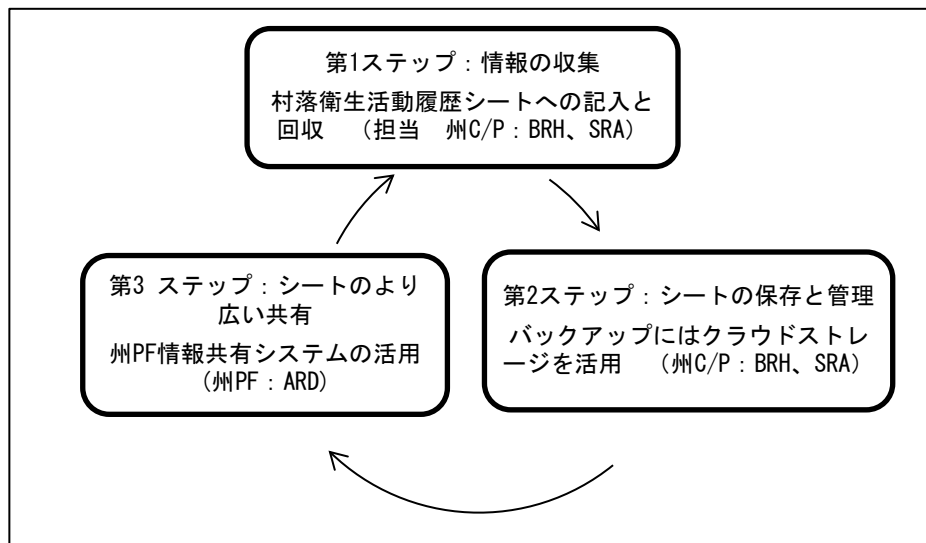 第1ステップ：情報の収集
村落衛生活動履歴シートへの記入と
回収　（担当　州C/P：BRH、SRA）
第2ステップ：シートの保存と管理
バックアップにはクラウドストレ
ージを活用　（州C/P：BRH、SRA）
第3 ステップ：シートのより
広い共有
州PF情報共有システムの活用
（州PF：ARD）